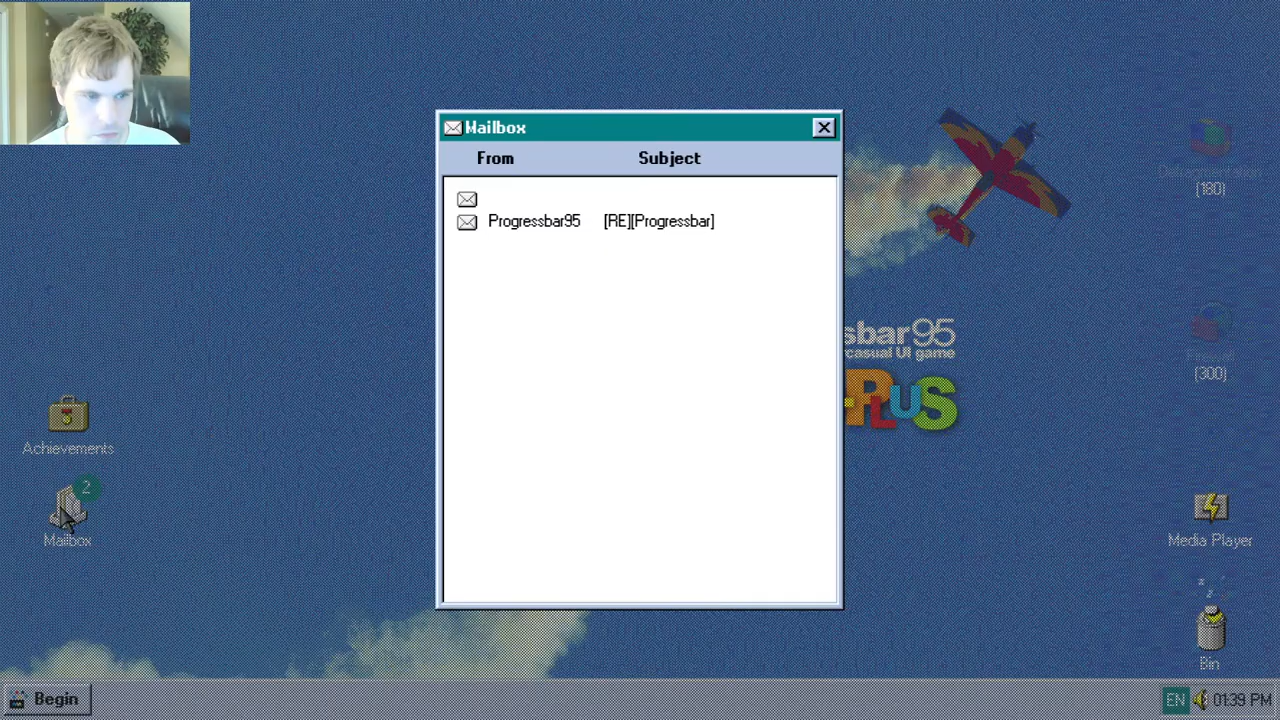 Mailbox
From Subject
Progressbar95 [RE][Progressbar]
(180)
sbar95
casual UI game
PLUS
(300)
Achievements
2
Mailbox
Media Player
z
z
Bin
Begin
EN 01:39 PM